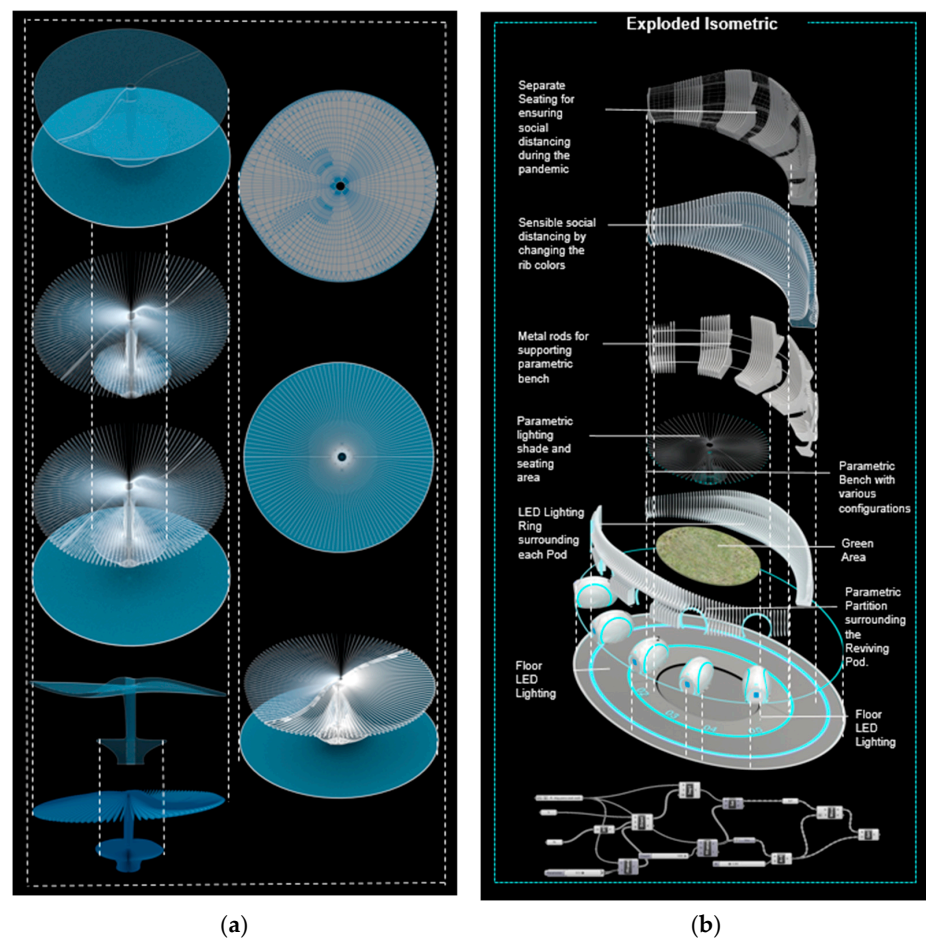 Exploded Isometric
Separate
Seating for
ensuring
social
distancing
during the
pandemic
Sensible social
distancing by
changing the
rib colors
Metal rods for
supporting
parametric
bench
Parametric
lighting
shade and
seating
area
Parametric
Bench with
various
configurations
LED Lighting
Ring
surrounding
each Pod
Green
Area
Parametric
Partition
surrounding
the
Reviving
Pod.
Floor
LED
Lighting
Floor
LED
Lighting
(a)
(b)